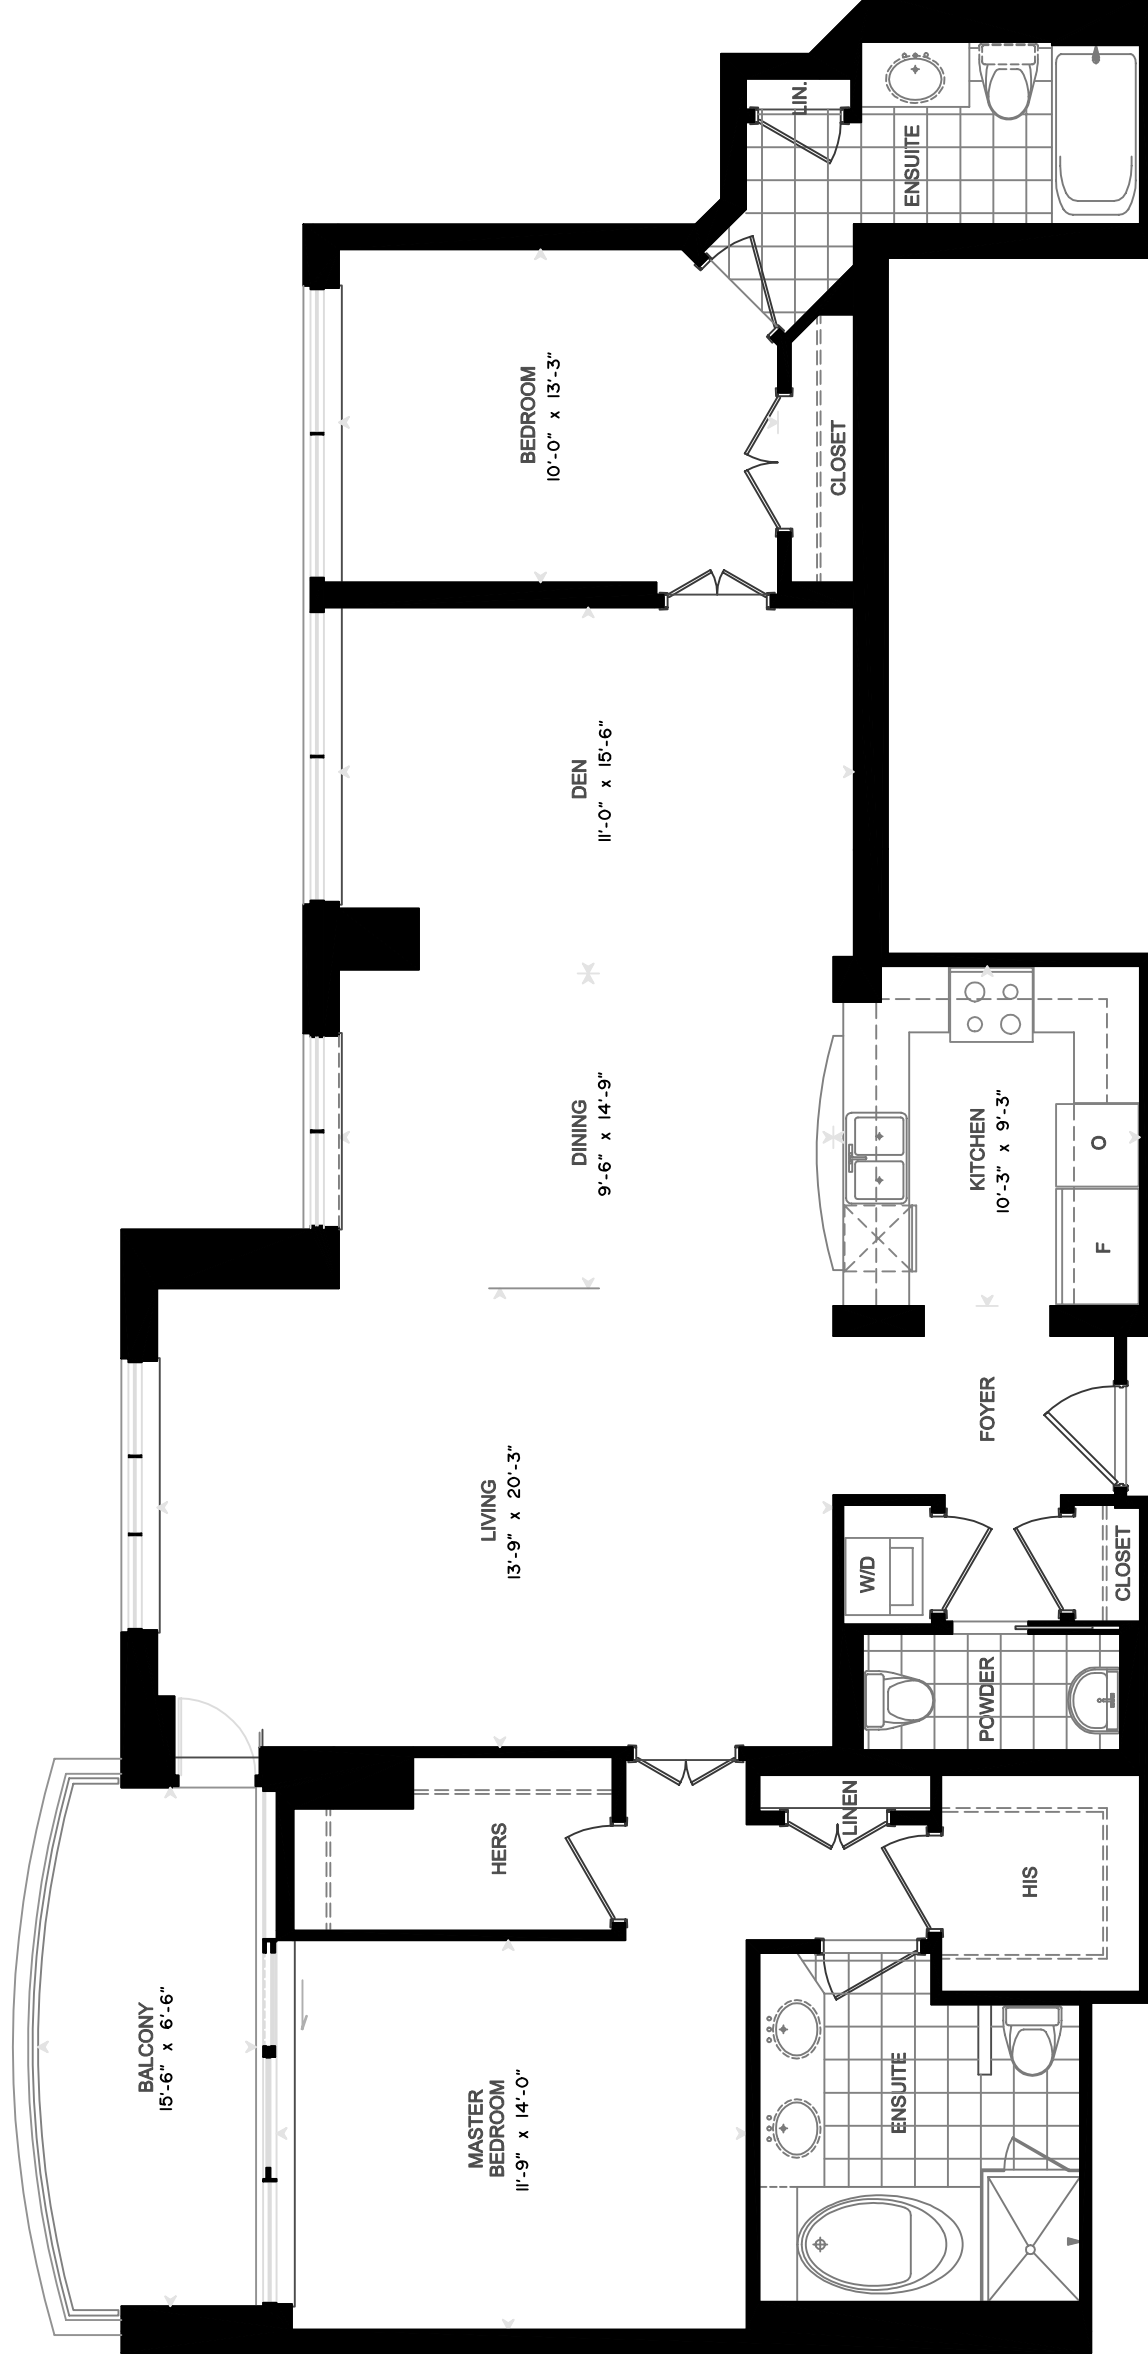 LIN.
ENSUITE
BEDROOM
10'-0" x 13'-3"
CLOSET
DEN
11'-0" x 15'-6"
DINING
9'-6" x 14'-9"
KITCHEN
10'-3" x 9'-3"
O
F
FOYER
LIVING
13'-9" x 20'-3"
W/D
CLOSET
POWDER
LINEN
HERS
HIS
BALCONY
15'-6" x 6'-6"
MASTER
BEDROOM
11'-9" x 14'-0"
ENSUITE